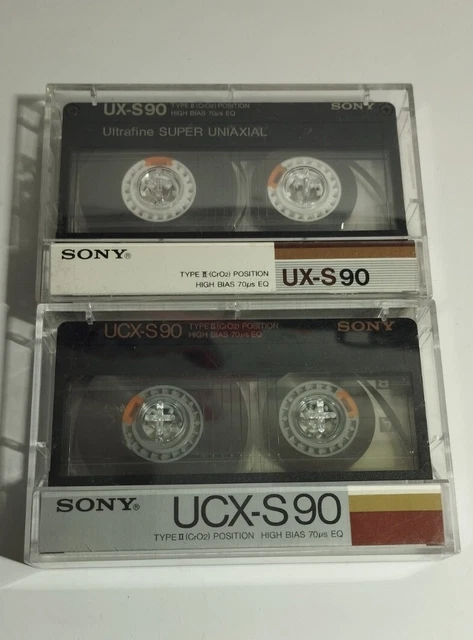 UX-S90 TYPE II (CrO2) POSITION SONY
HIGH BIAS 70μs EQ
Ultrafine SUPER UNIAXIAL
SONY®
TYPE II (CrO2) POSITION
HIGH BIAS 70μs EQ
UX-S90
UCX-S90 TYPE II (CrO2) POSITION SONY
HIGH BIAS 70μs EQ
SONY®
UCX-S90
TYPE II (CrO2) POSITION HIGH BIAS 70μs EQ